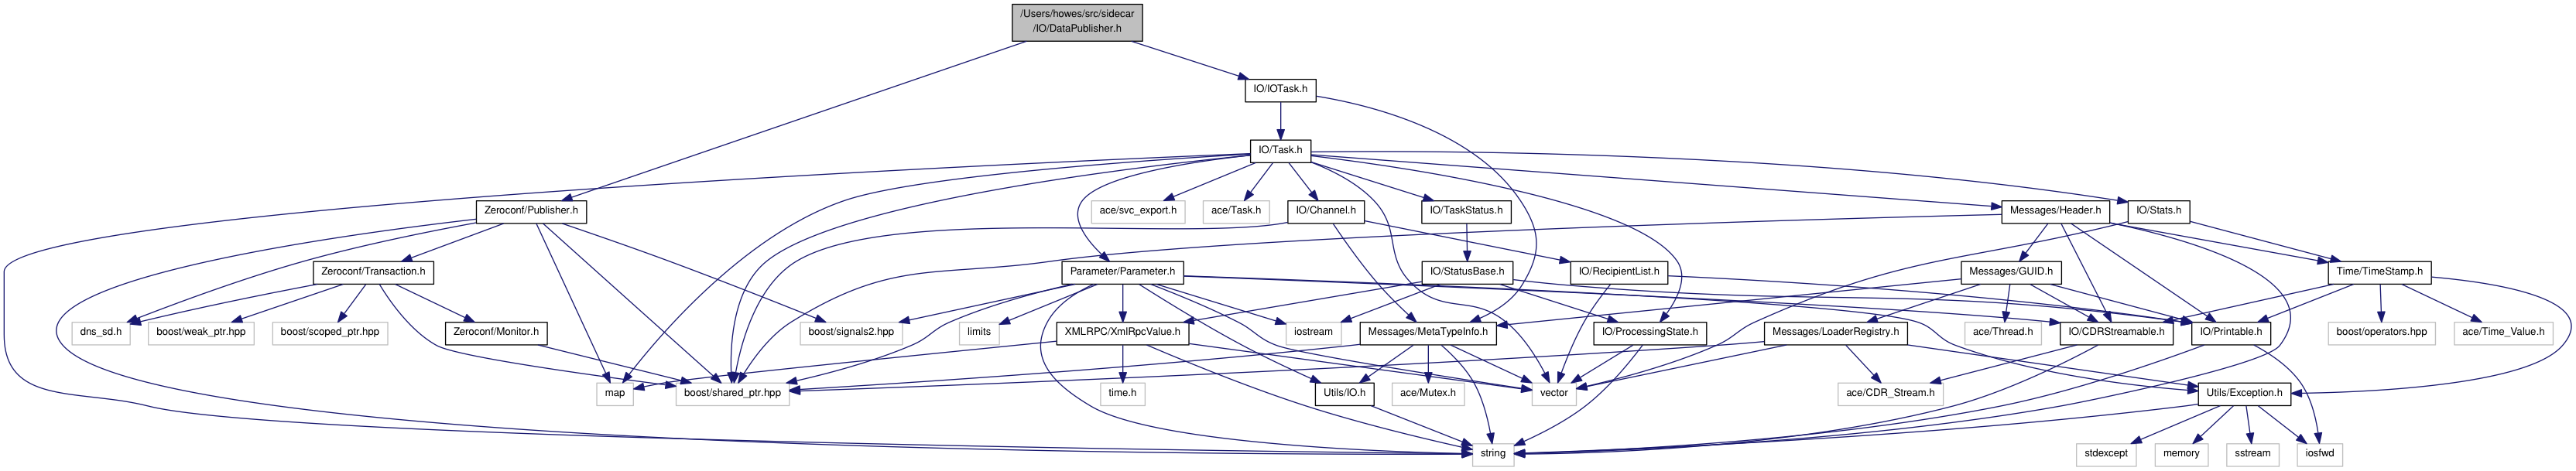 /Users/howes/src/sidecar
/IO/DataPublisher.h
IO/IOTask.h
IO/Task.h
Zeroconf/Publisher.h
ace/svc_export.h
ace/Task.h
IO/Channel.h
IO/TaskStatus.h
Messages/Header.h
IO/Stats.h
Zeroconf/Transaction.h
Parameter/Parameter.h
IO/StatusBase.h
IO/RecipientList.h
Messages/GUID.h
Time/TimeStamp.h
dns_sd.h
boost/weak_ptr.hpp
boost/scoped_ptr.hpp
Zeroconf/Monitor.h
boost/signals2.hpp
limits
XMLRPC/XmlRpcValue.h
iostream
Messages/MetaTypeInfo.h
IO/ProcessingState.h
Messages/LoaderRegistry.h
ace/Thread.h
IO/CDRStreamable.h
IO/Printable.h
boost/operators.hpp
ace/Time_Value.h
map
boost/shared_ptr.hpp
time.h
Utils/IO.h
ace/Mutex.h
vector
ace/CDR_Stream.h
Utils/Exception.h
string
stdexcept
memory
sstream
iosfwd